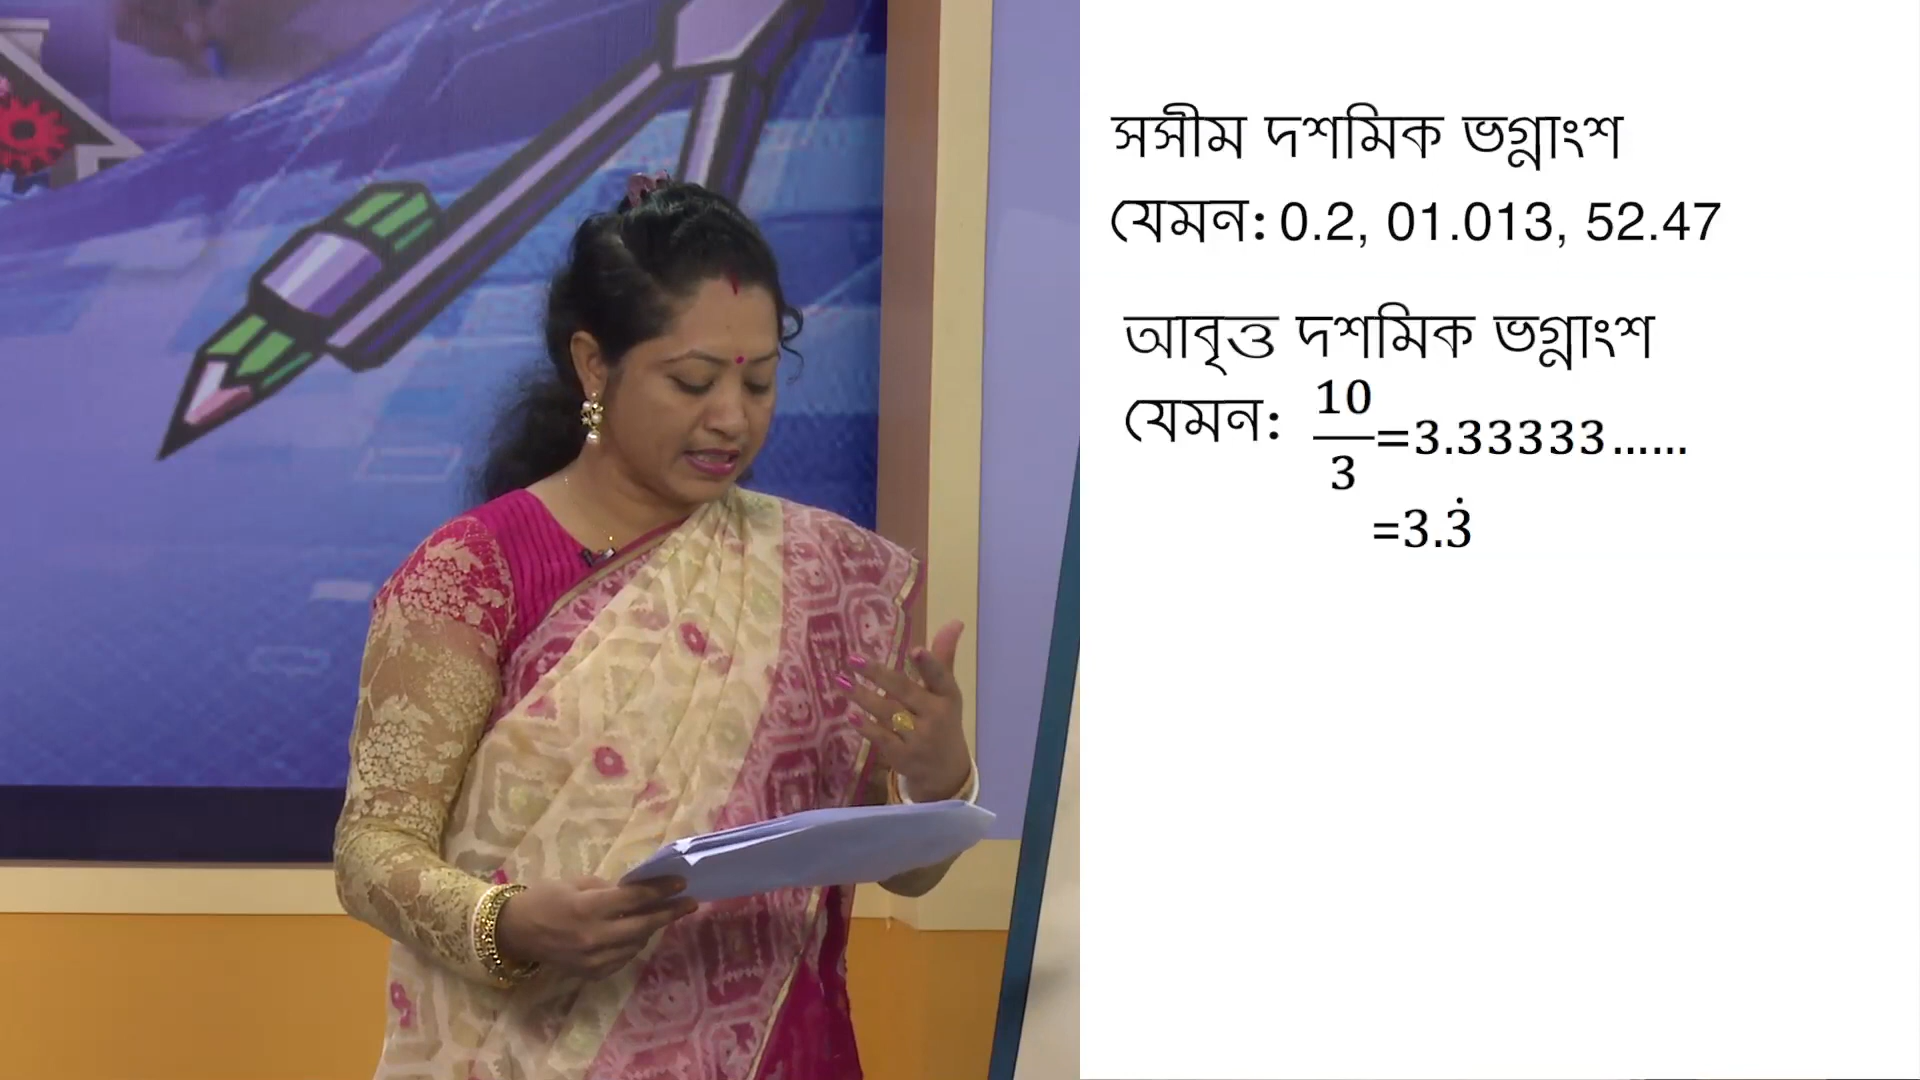 সসীম দশমিক ভগ্নাংশ
যেমন: 0.2, 01.013, 52.47
আবৃত্ত দশমিক ভগ্নাংশ
যেমন: 10/3=3.33333......
=3.3̇